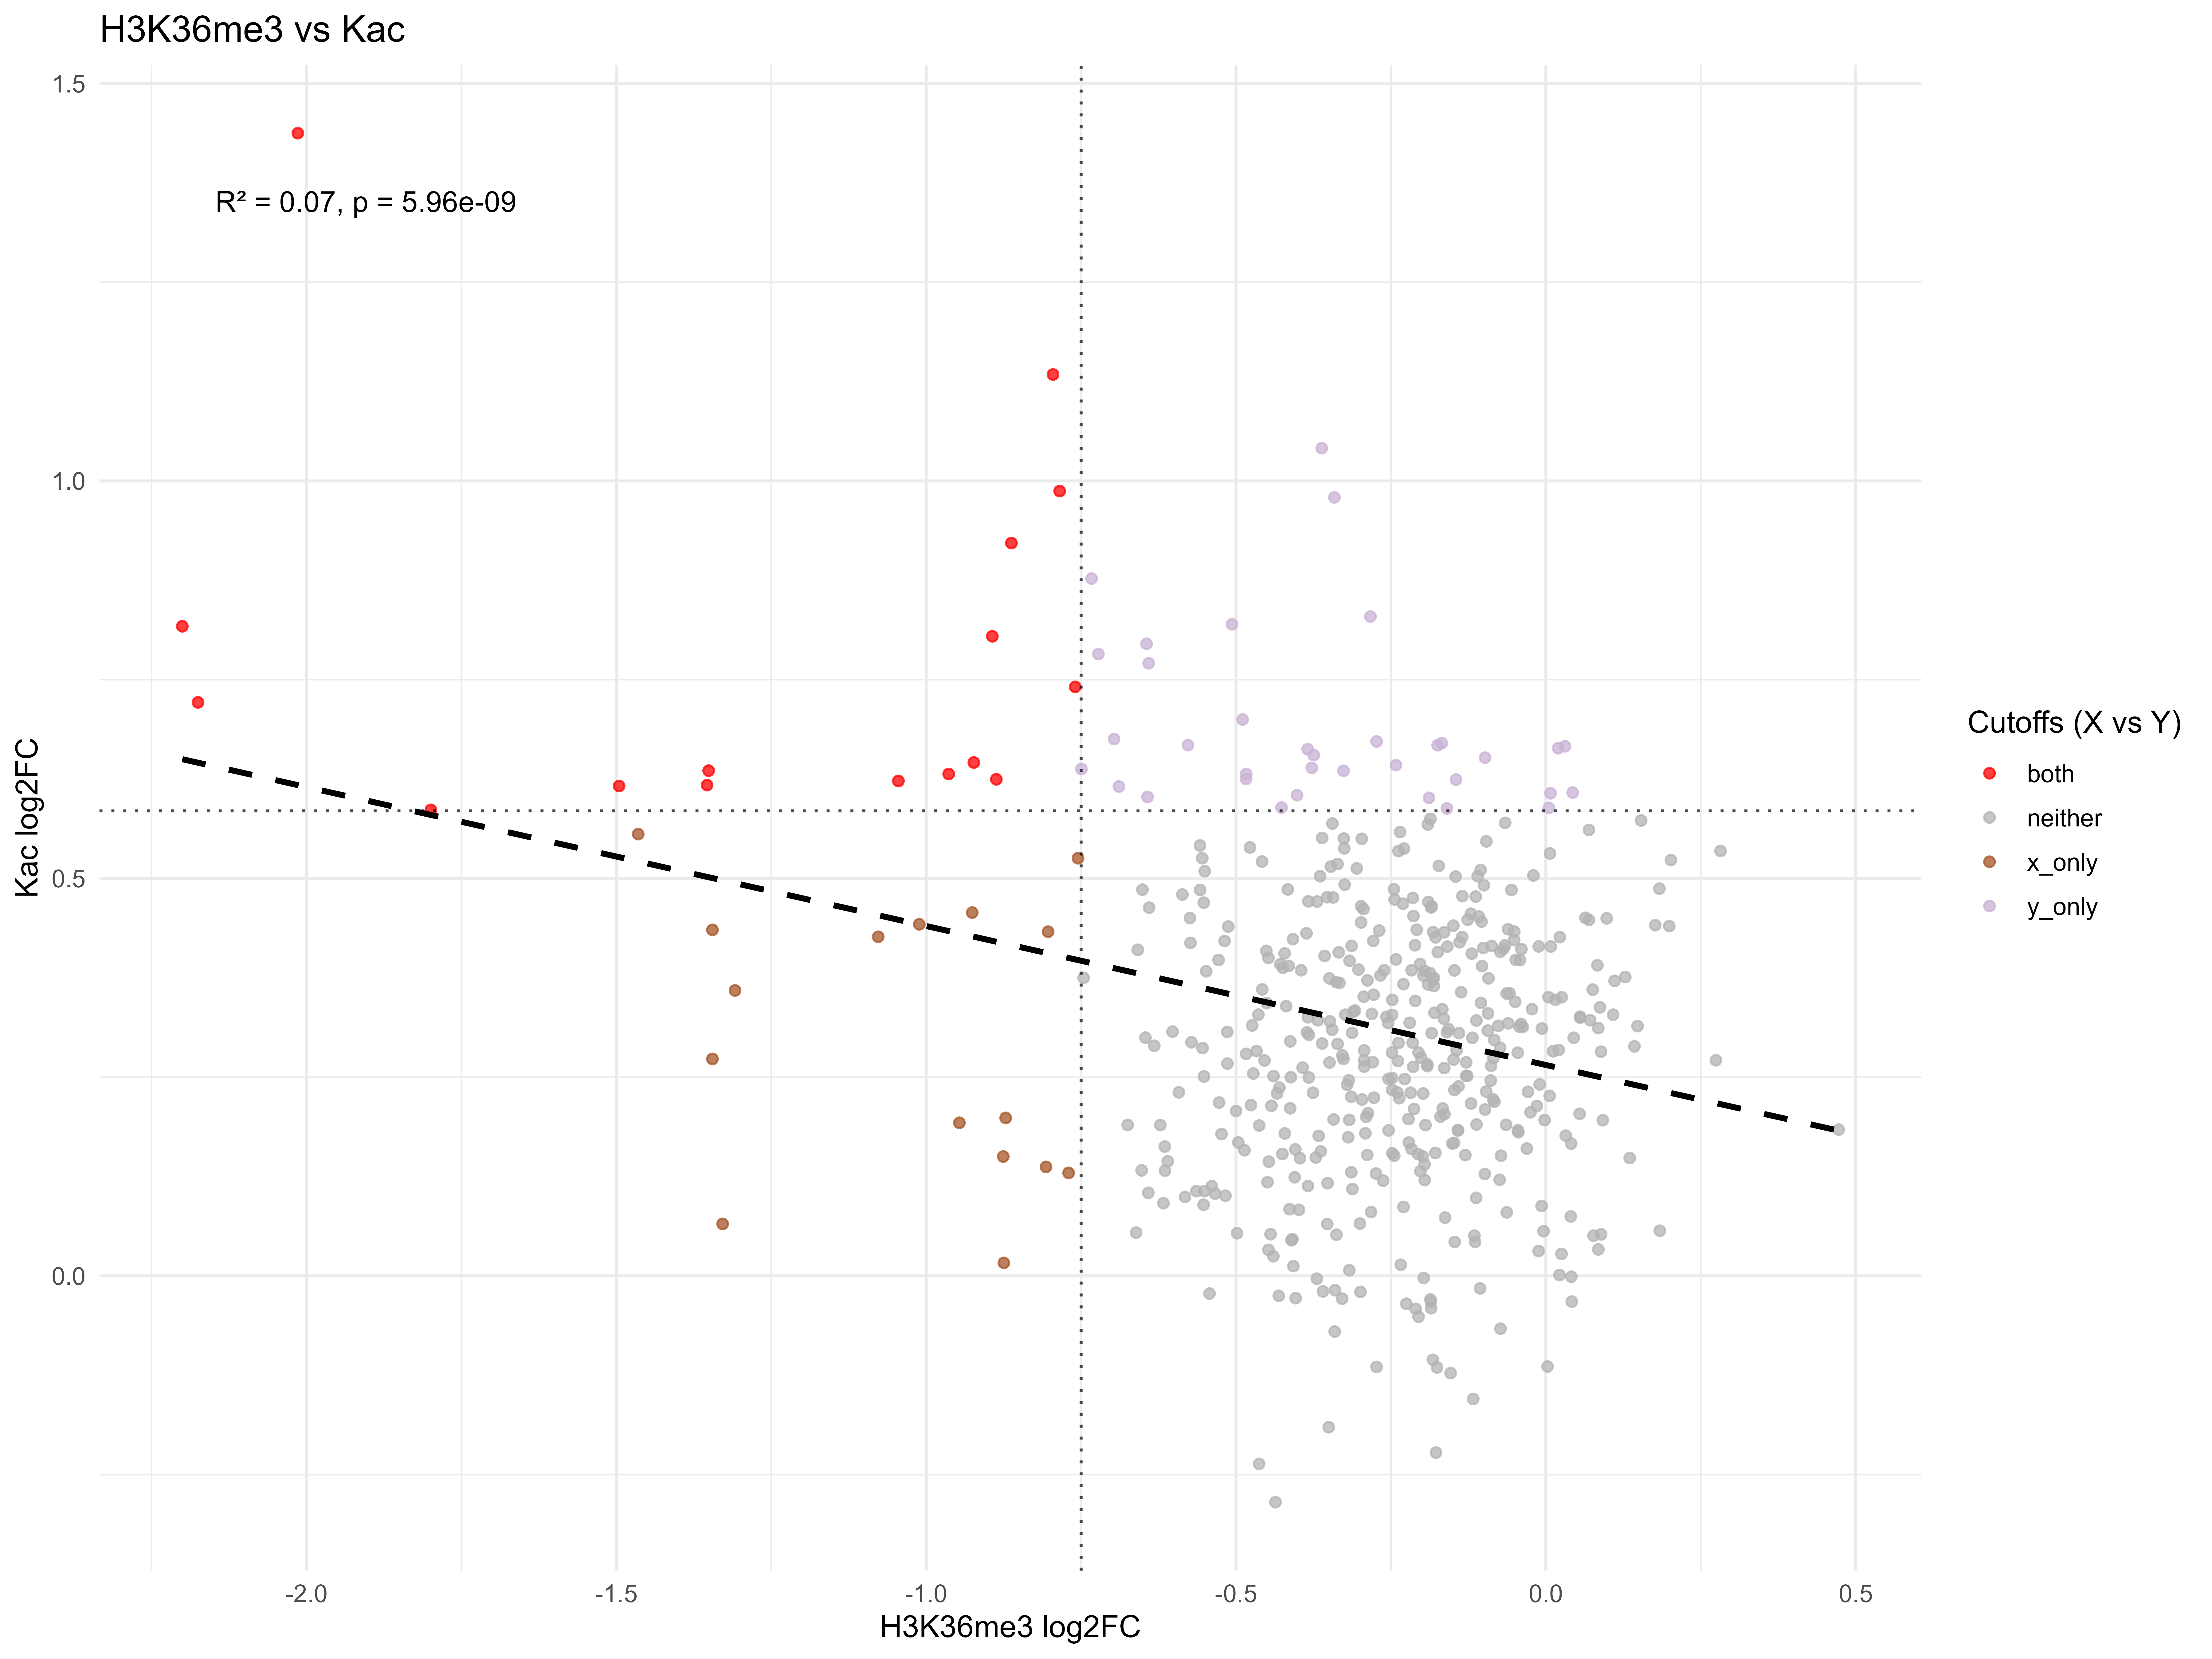 H3K36me3 vs Kac
1.5
R² = 0.07, p = 5.96e-09
1.0
0.5
0.0
Kac log2FC
-2.0 -1.5 -1.0 -0.5 0.0 0.5
H3K36me3 log2FC
Cutoffs (X vs Y)
both
neither
x_only
y_only